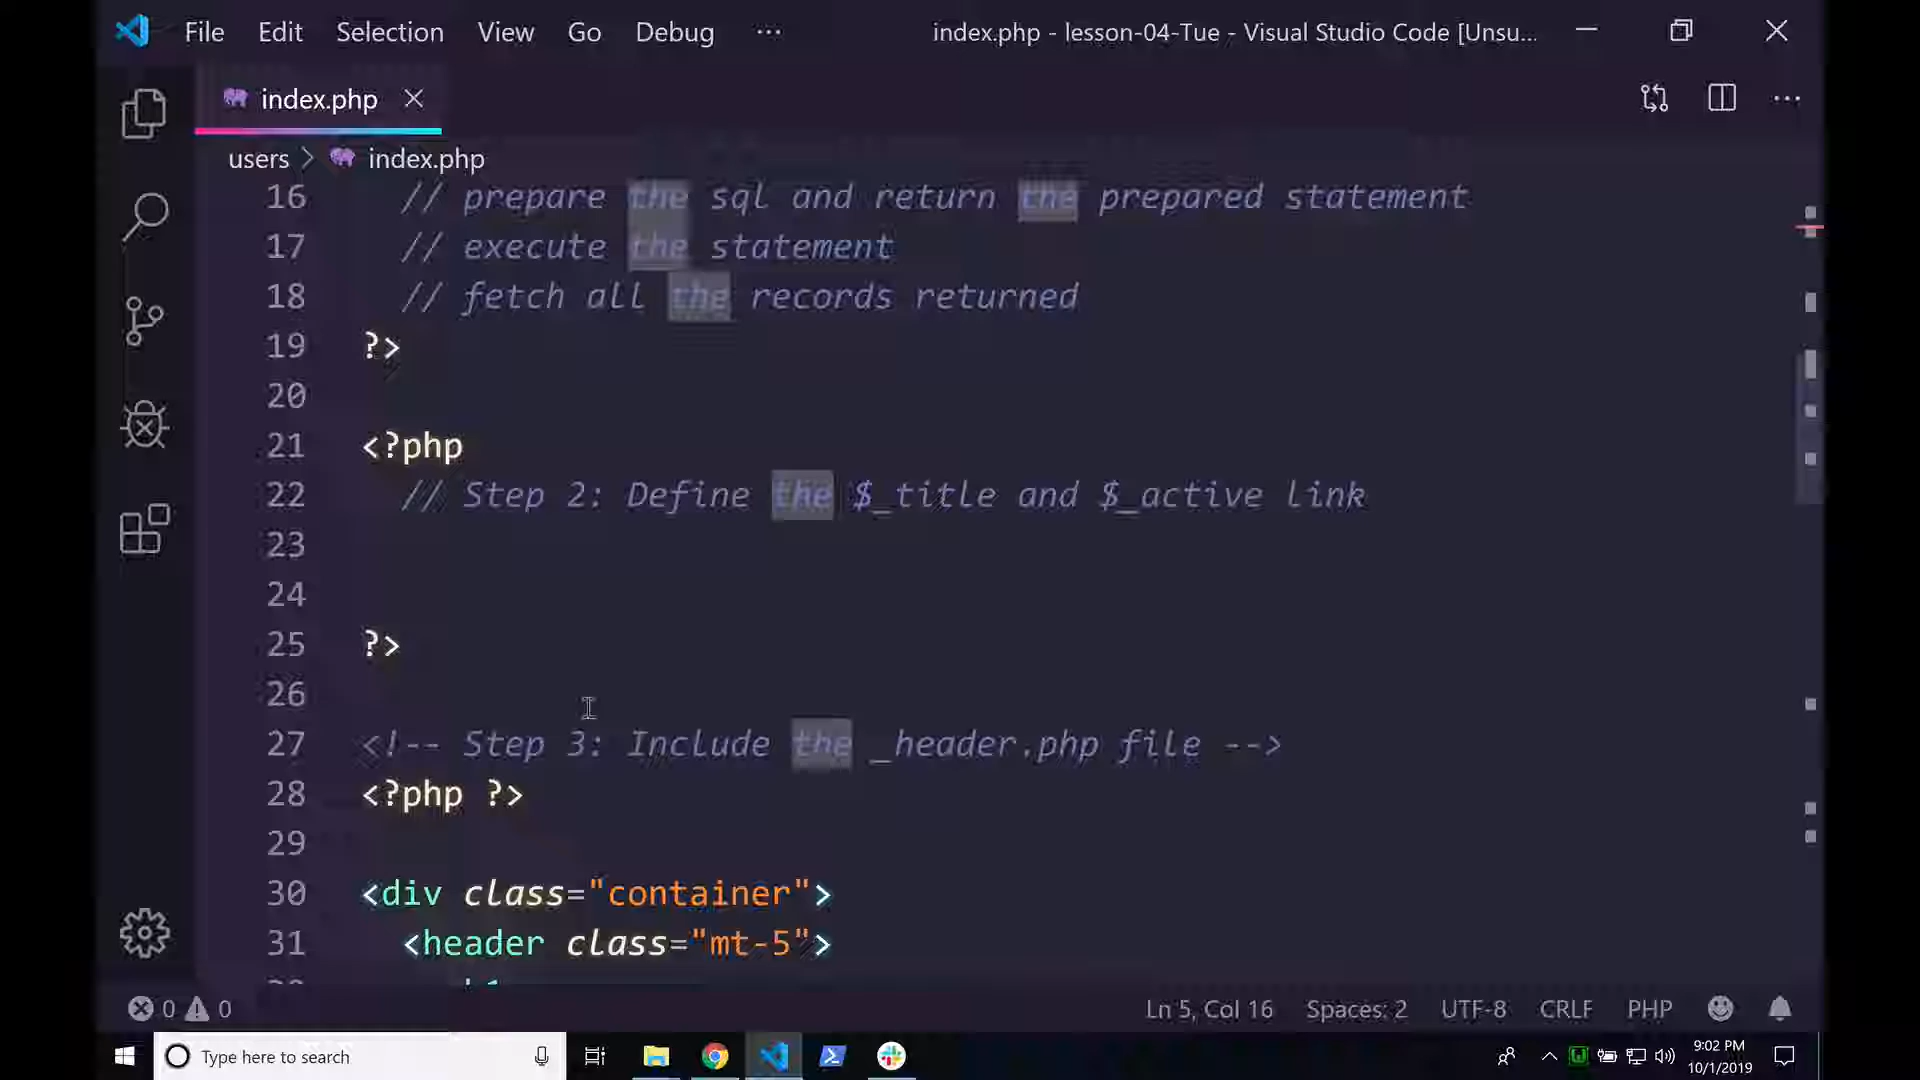 File Edit Selection View Go Debug ··· index.php - lesson-04-Tue - Visual Studio Code [Unsu...
index.php
users > index.php
16 // prepare the sql and return the prepared statement
17 // execute the statement
18 // fetch all the records returned
19 ?>
20
21 <?php
22 // Step 2: Define the $_title and $_active link
23
24
25 ?>
26
27 <!-- Step 3: Include the _header.php file -->
28 <?php ?>
29
30 <div class="container">
31 <header class="mt-5">
0 0 Ln 5, Col 16 Spaces: 2 UTF-8 CRLF PHP
Type here to search 9:02 PM
10/1/2019